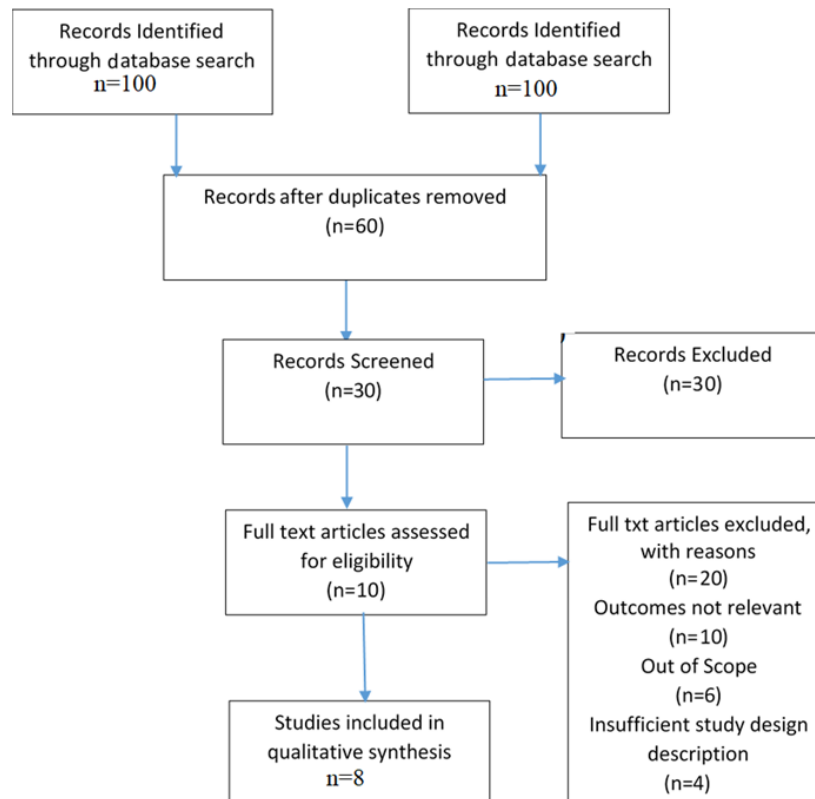 Records Identified
through database search
n=100
Records Identified
through database search
n=100
Records after duplicates removed
(n=60)
Records Screened
(n=30)
Records Excluded
(n=30)
Full text articles assessed
for eligibility
(n=10)
Full txt articles excluded,
with reasons
(n=20)
Outcomes not relevant
(n=10)
Out of Scope
(n=6)
Insufficient study design
description
(n=4)
Studies included in
qualitative synthesis
n=8